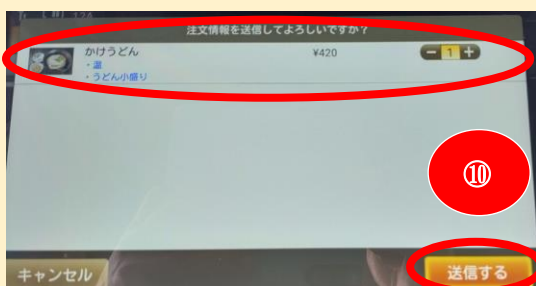 注文情報を送信してよろしいですか？
かけうどん ¥420 － 1 ＋
・温
・うどん小盛り
⑩
キャンセル 送信する